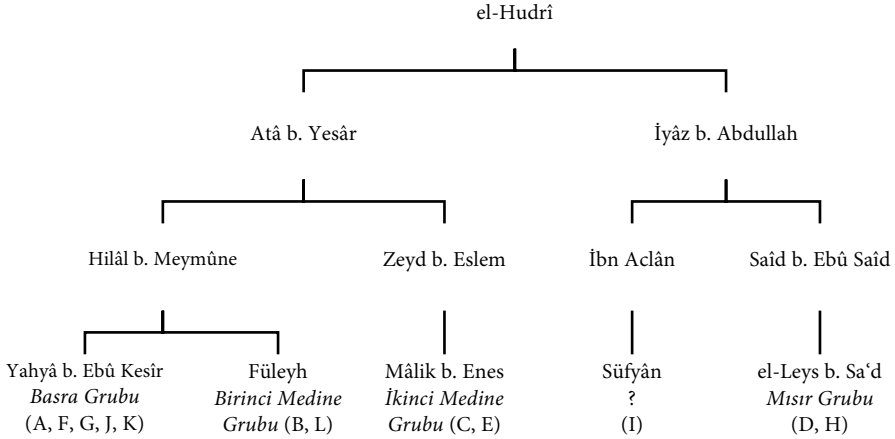 el-Hudrî
Atâ b. Yesâr
İyâz b. Abdullah
Hilâl b. Meymûne
Zeyd b. Eslem
İbn Aclân
Saîd b. Ebû Saîd
Yahyâ b. Ebû Kesîr
Basra Grubu
(A, F, G, J, K)
Füleyh
Birinci Medine
Grubu (B, L)
Mâlik b. Enes
İkinci Medine
Grubu (C, E)
Süfyân
?
(I)
el-Leys b. Sa‘d
Mısır Grubu
(D, H)